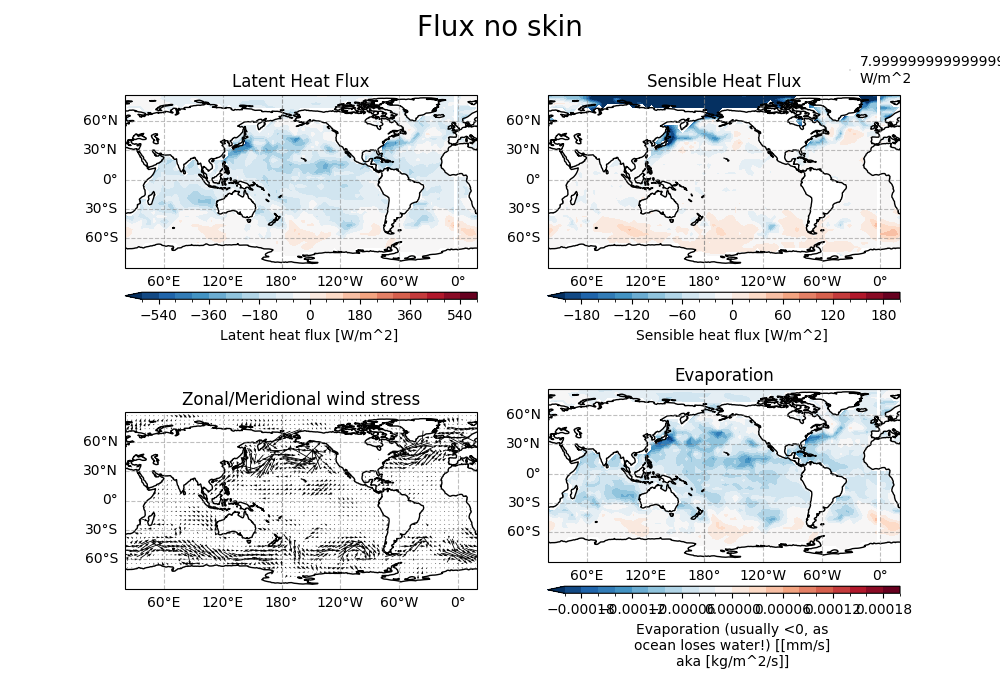 Flux no skin
7.9999999999999999
W/m^2
Latent Heat Flux
60°N
30°N
0°
30°S
60°S
60°E 120°E 180° 120°W 60°W 0°
−540 −360 −180 0 180 360 540
Latent heat flux [W/m^2]
Sensible Heat Flux
60°N
30°N
0°
30°S
60°S
60°E 120°E 180° 120°W 60°W 0°
−180 −120 −60 0 60 120 180
Sensible heat flux [W/m^2]
Zonal/Meridional wind stress
60°N
30°N
0°
30°S
60°S
60°E 120°E 180° 120°W 60°W 0°
Evaporation
60°N
30°N
0°
30°S
60°S
60°E 120°E 180° 120°W 60°W 0°
−0.00018 −0.00012 −0.00006 0.00000 0.00006 0.00012 0.00018
Evaporation (usually <0, as
ocean loses water!) [[mm/s]
aka [kg/m^2/s]]